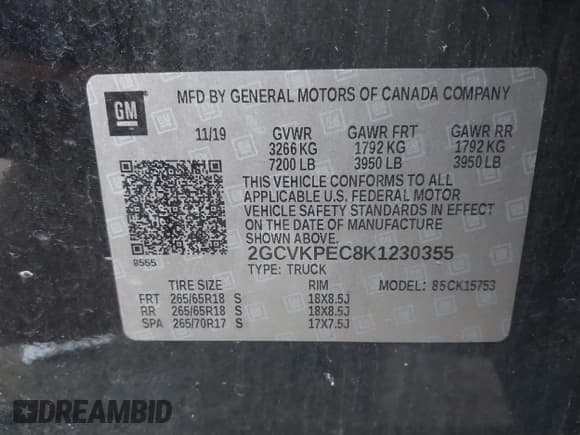 GM
MFD BY GENERAL MOTORS OF CANADA COMPANY
11/19 GVWR GAWR FRT GAWR RR
3266 KG 1792 KG 1792 KG
7200 LB 3950 LB 3950 LB
THIS VEHICLE CONFORMS TO ALL
APPLICABLE U.S. FEDERAL MOTOR
VEHICLE SAFETY STANDARDS IN EFFECT
ON THE DATE OF MANUFACTURE
SHOWN ABOVE.
8555 2GCVKPEC8K1230355
TYPE: TRUCK
TIRE SIZE RIM MODEL: 85CK15753
FRT 265/65R18 S 18X8.5J
RR 265/65R18 S 18X8.5J
SPA 265/70R17 S 17X7.5J
DREAMBID